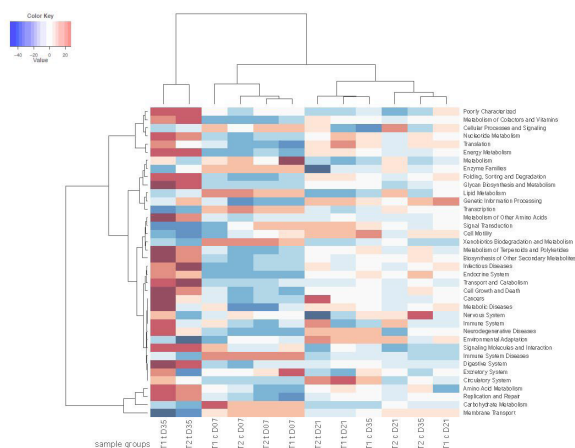 Color Key
-40 -20 0 20
Value
Poorly Characterized
Metabolism of Cofactors and Vitamins
Cellular Processes and Signaling
Nucleotide Metabolism
Translation
Energy Metabolism
Metabolism
Enzyme Families
Folding, Sorting and Degradation
Glycan Biosynthesis and Metabolism
Lipid Metabolism
Genetic Information Processing
Transcription
Metabolism of Other Amino Acids
Signal Transduction
Cell Motility
Xenobiotics Biodegradation and Metabolism
Metabolism of Terpenoids and Polyketides
Biosynthesis of Other Secondary Metabolites
Infectious Diseases
Endocrine System
Transport and Catabolism
Cell Growth and Death
Cancers
Metabolic Diseases
Nervous System
Immune System
Neurodegenerative Diseases
Environmental Adaptation
Signaling Molecules and Interaction
Immune System Diseases
Digestive System
Excretory System
Circulatory System
Amino Acid Metabolism
Replication and Repair
Carbohydrate Metabolism
Membrane Transport
sample groups
T1 t D35
T2 t D35
T1 c D07
T2 c D07
T2 t D07
T1 t D07
T2 t D21
T1 t D21
T1 c D35
T2 c D21
T2 c D35
T1 c D21